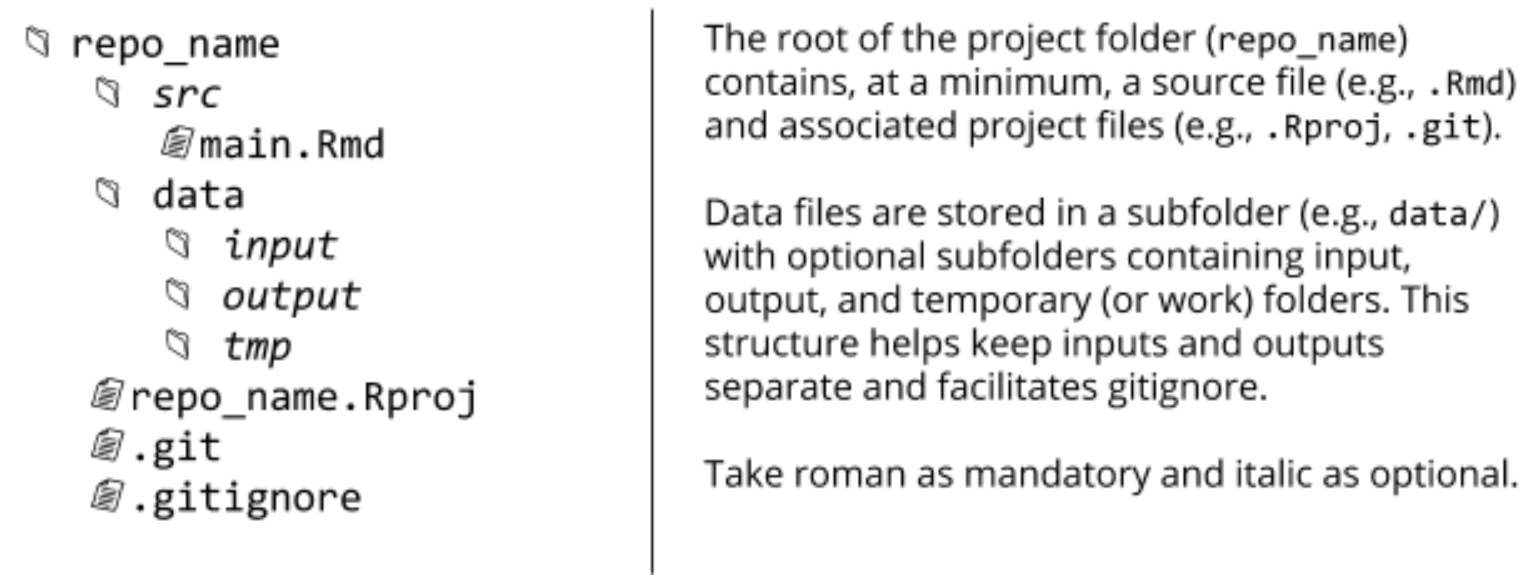 repo_name
src
main.Rmd
data
input
output
tmp
repo_name.Rproj
.git
.gitignore
The root of the project folder (repo_name)
contains, at a minimum, a source file (e.g., .Rmd)
and associated project files (e.g., .Rproj, .git).
Data files are stored in a subfolder (e.g., data/)
with optional subfolders containing input,
output, and temporary (or work) folders. This
structure helps keep inputs and outputs
separate and facilitates gitignore.
Take roman as mandatory and italic as optional.